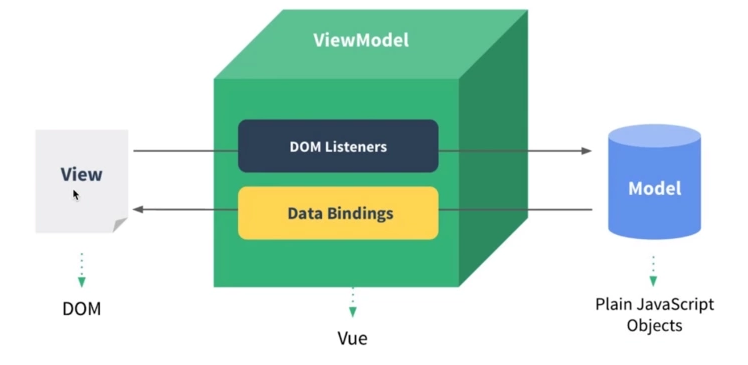 ViewModel
DOM Listeners
View
Data Bindings
Model
DOM
Vue
Plain JavaScript
Objects